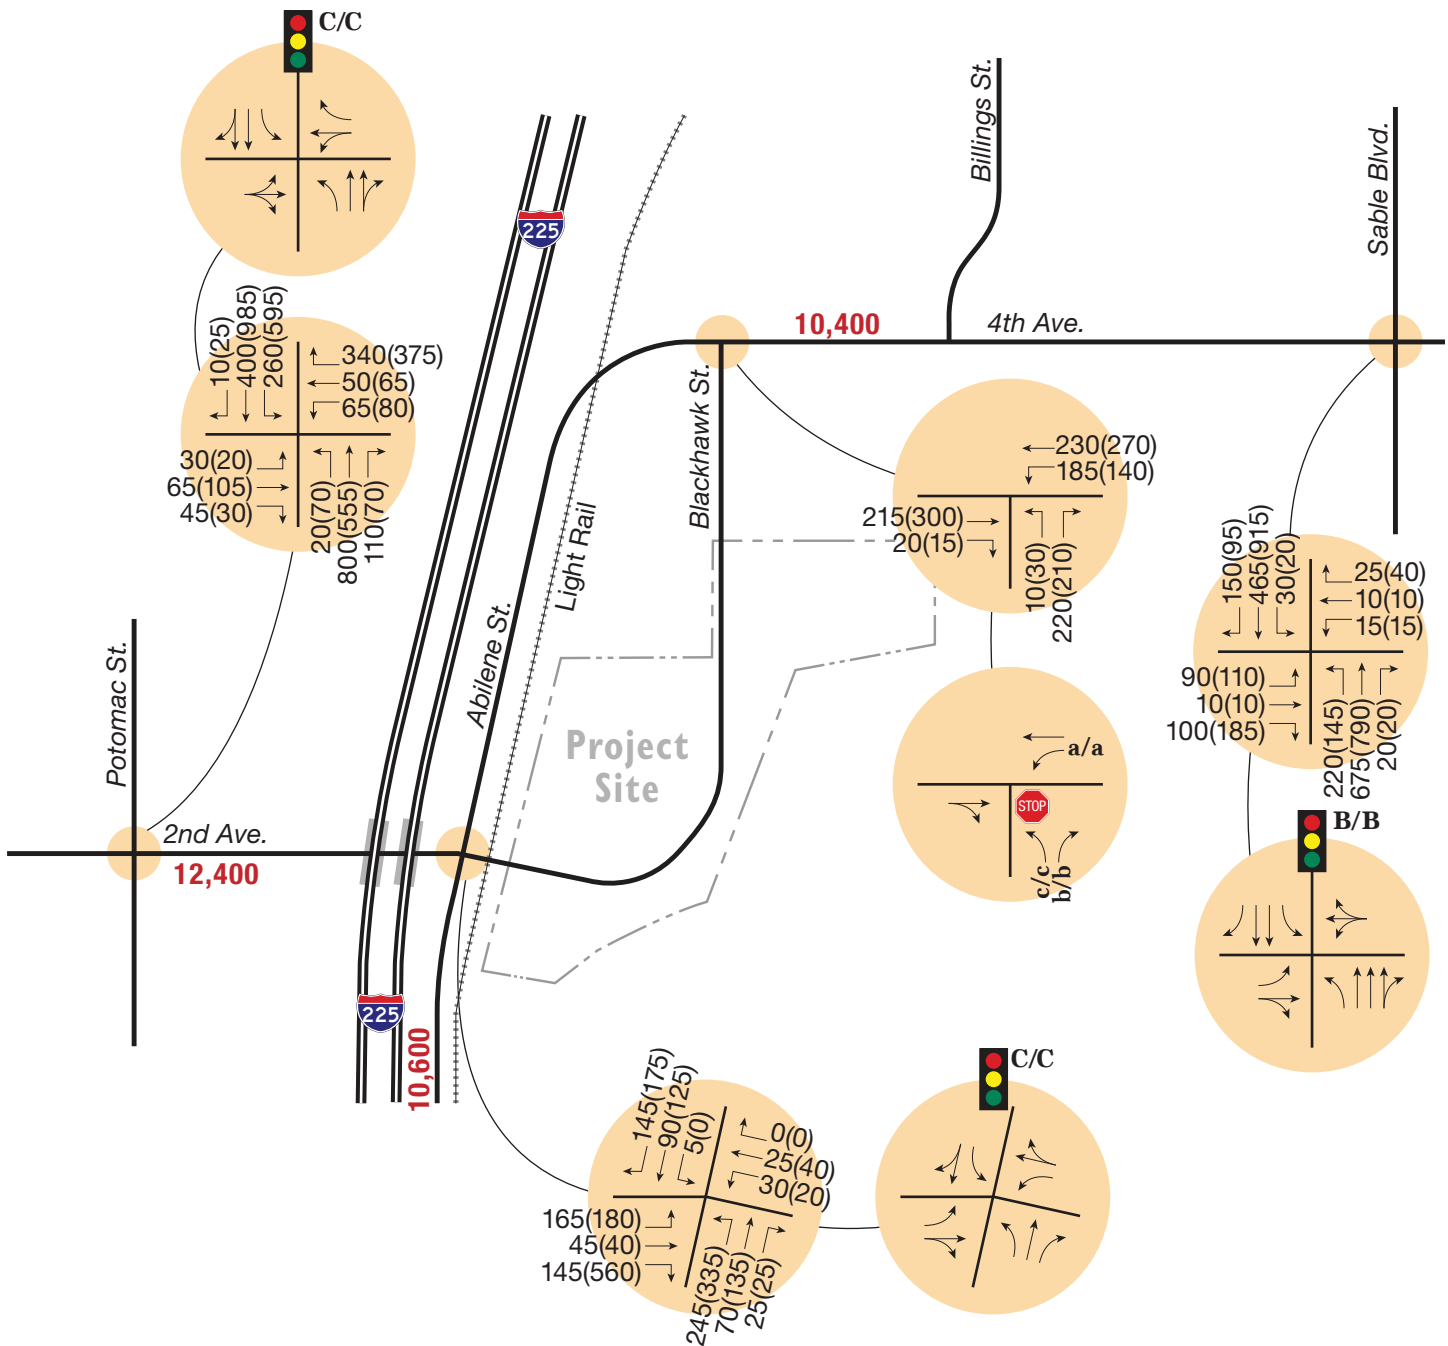 C/C
225
Billings St.
Sable Blvd.
10(25)
400(985)
260(595)
340(375)
50(65)
65(80)
30(20)
65(105)
45(30)
20(70)
800(555)
110(70)
10,400
4th Ave.
Blackhawk St.
230(270)
185(140)
215(300)
20(15)
10(30)
220(210)
150(95)
465(915)
30(20)
25(40)
10(10)
15(15)
90(110)
10(10)
100(185)
220(145)
675(790)
20(20)
Light Rail
Abilene St.
Potomac St.
Project
Site
a/a
STOP
c/c
b/b
B/B
2nd Ave.
12,400
225
10,600
145(175)
90(125)
5(0)
0(0)
25(40)
30(20)
165(180)
45(40)
145(560)
245(335)
70(135)
25(25)
C/C